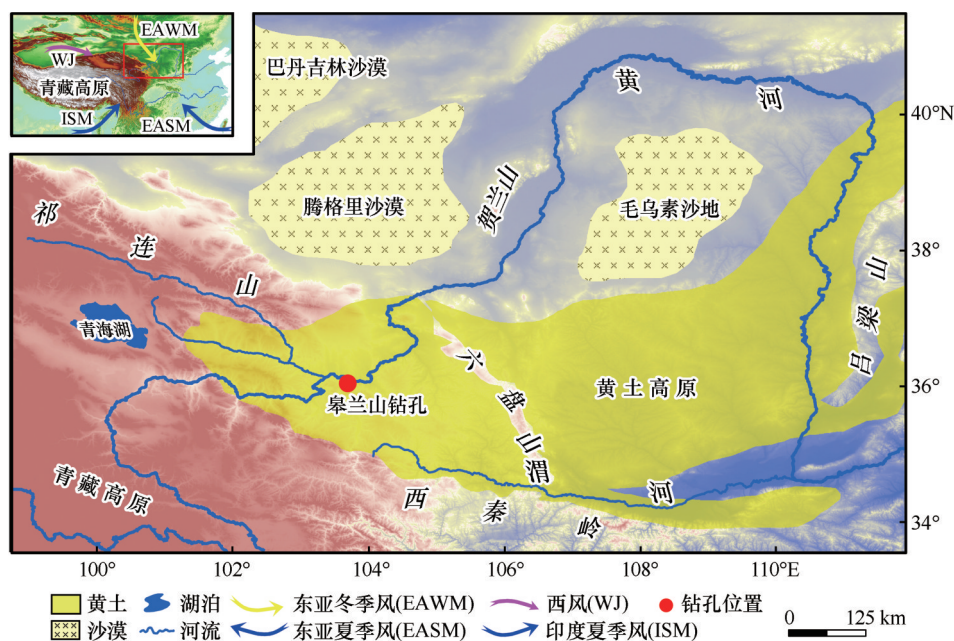 EAWM
WJ
青藏高原
ISM
EASM
巴丹吉林沙漠
黄河
40°N
腾格里沙漠
贺兰山
毛乌素沙地
祁连山
38°
吕梁山
青海湖
六盘山
黄土高原
36°
皋兰山钻孔
渭河
青藏高原
西秦岭
34°
100°
102°
104°
106°
108°
110°E
黄土
湖泊
东亚冬季风(EAWM)
西风(WJ)
钻孔位置
0 125 km
沙漠
河流
东亚夏季风(EASM)
印度夏季风(ISM)